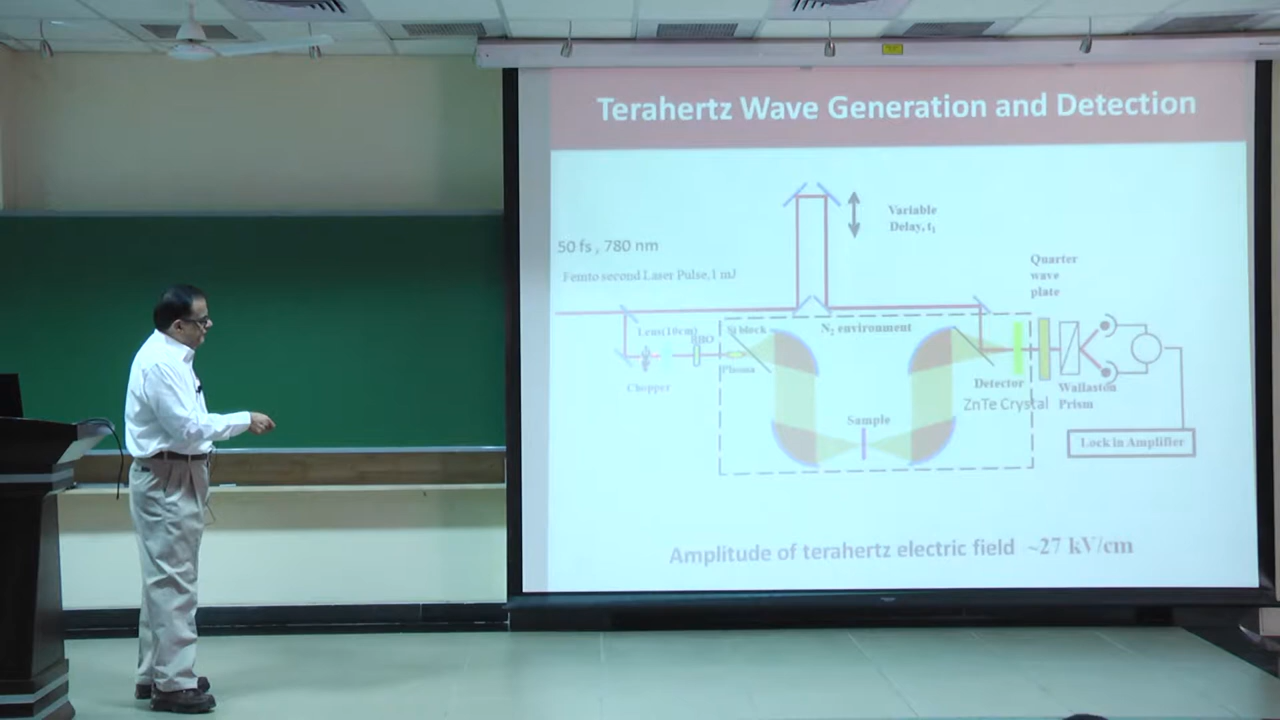 Terahertz Wave Generation and Detection
Variable
Delay, t1
50 fs , 780 nm
Femto second Laser Pulse,1 mJ
Quarter
wave
plate
Lens(10cm)
BBO
Si block
N2 environment
Plasma
Chopper
Detector
ZnTe Crystal
Wallaston
Prism
Sample
Lock in Amplifier
Amplitude of terahertz electric field ~27 kV/cm